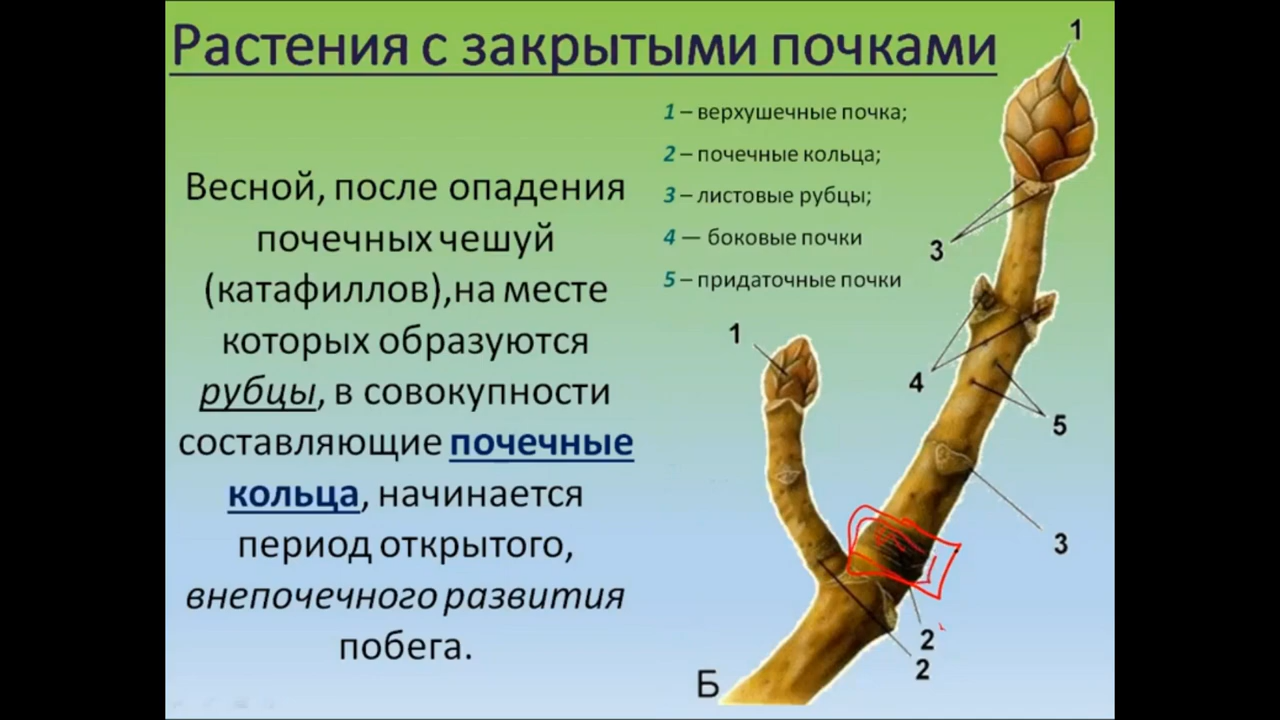 Растения с закрытыми почками
1 – верхушечные почка;
2 – почечные кольца;
3 – листовые рубцы;
4 — боковые почки
5 – придаточные почки
Весной, после опадения
почечных чешуй
(катафиллов),на месте
которых образуются
рубцы, в совокупности
составляющие почечные
кольца, начинается
период открытого,
внепочечного развития
побега.
1
3
1
4
5
3
2
2
Б